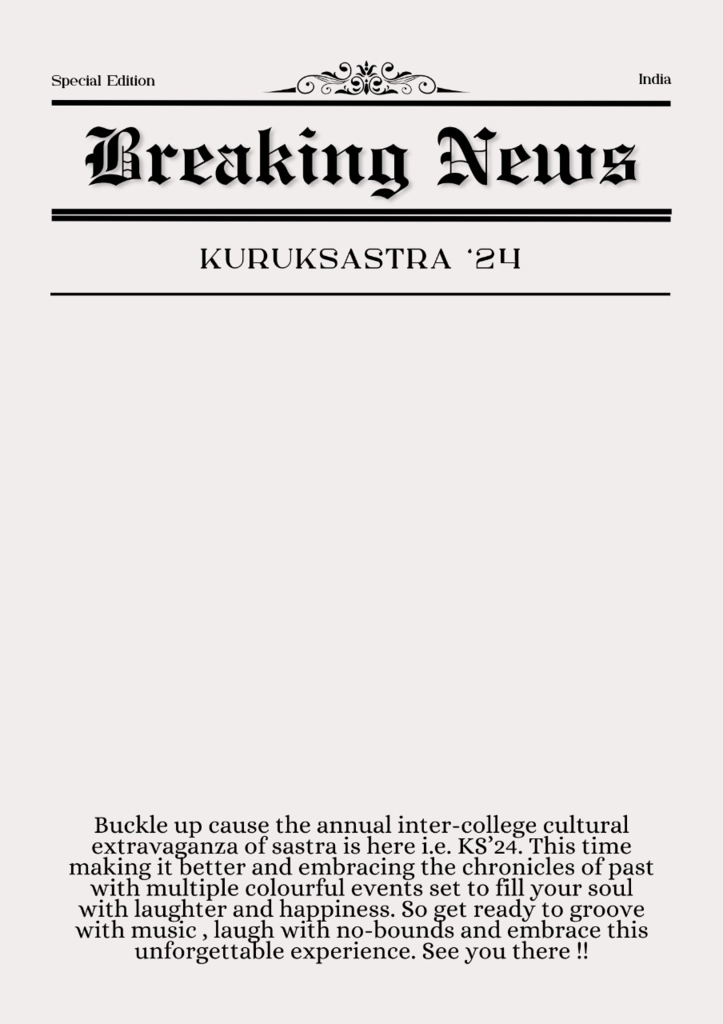 Special Edition
India
Breaking News
KURUKSASTRA ‘24
Buckle up cause the annual inter-college cultural
extravaganza of sastra is here i.e. KS’24. This time
making it better and embracing the chronicles of past
with multiple colourful events set to fill your soul
with laughter and happiness. So get ready to groove
with music , laugh with no-bounds and embrace this
unforgettable experience. See you there !!